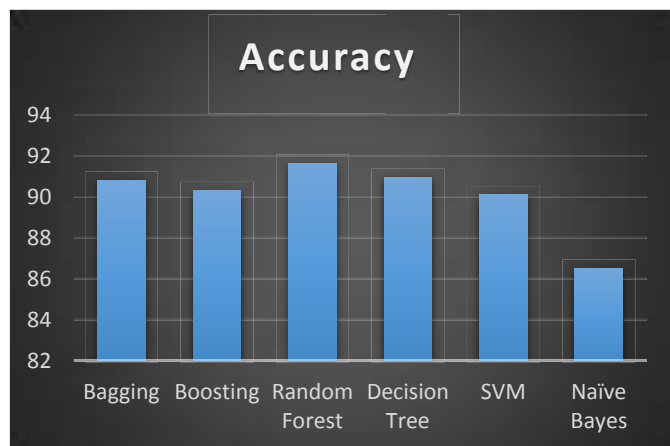 Accuracy
94
92
90
88
86
84
82
Bagging Boosting Random Decision SVM Naïve
Forest Tree Bayes